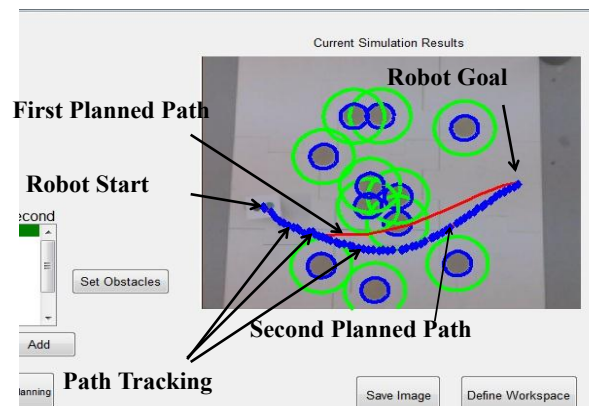 Current Simulation Results
Robot Goal
First Planned Path
Robot Start
econd
Set Obstacles
Second Planned Path
Add
Path Tracking
anning
Save Image
Define Workspace